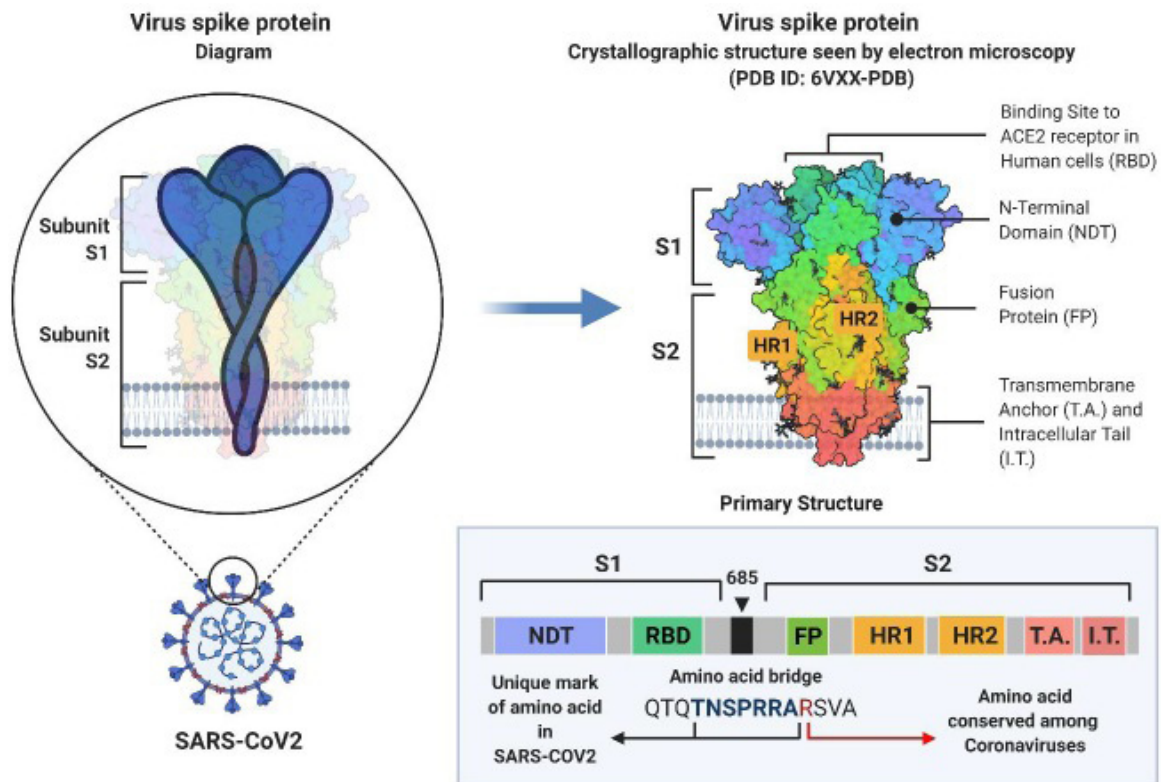 Virus spike protein
Diagram
Subunit
S1
Subunit
S2
SARS-CoV2
Virus spike protein
Crystallographic structure seen by electron microscopy
(PDB ID: 6VXX-PDB)
Binding Site to
ACE2 receptor in
Human cells (RBD)
N-Terminal
Domain (NDT)
Fusion
Protein (FP)
Transmembrane
Anchor (T.A.) and
Intracellular Tail
(I.T.)
S1
S2
HR1
HR2
Primary Structure
S1
685
S2
NDT
RBD
FP
HR1
HR2
T.A.
I.T.
Unique mark
of amino acid
in
SARS-COV2
Amino acid bridge
QTQTNSPRRARSVA
Amino acid
conserved among
Coronaviruses